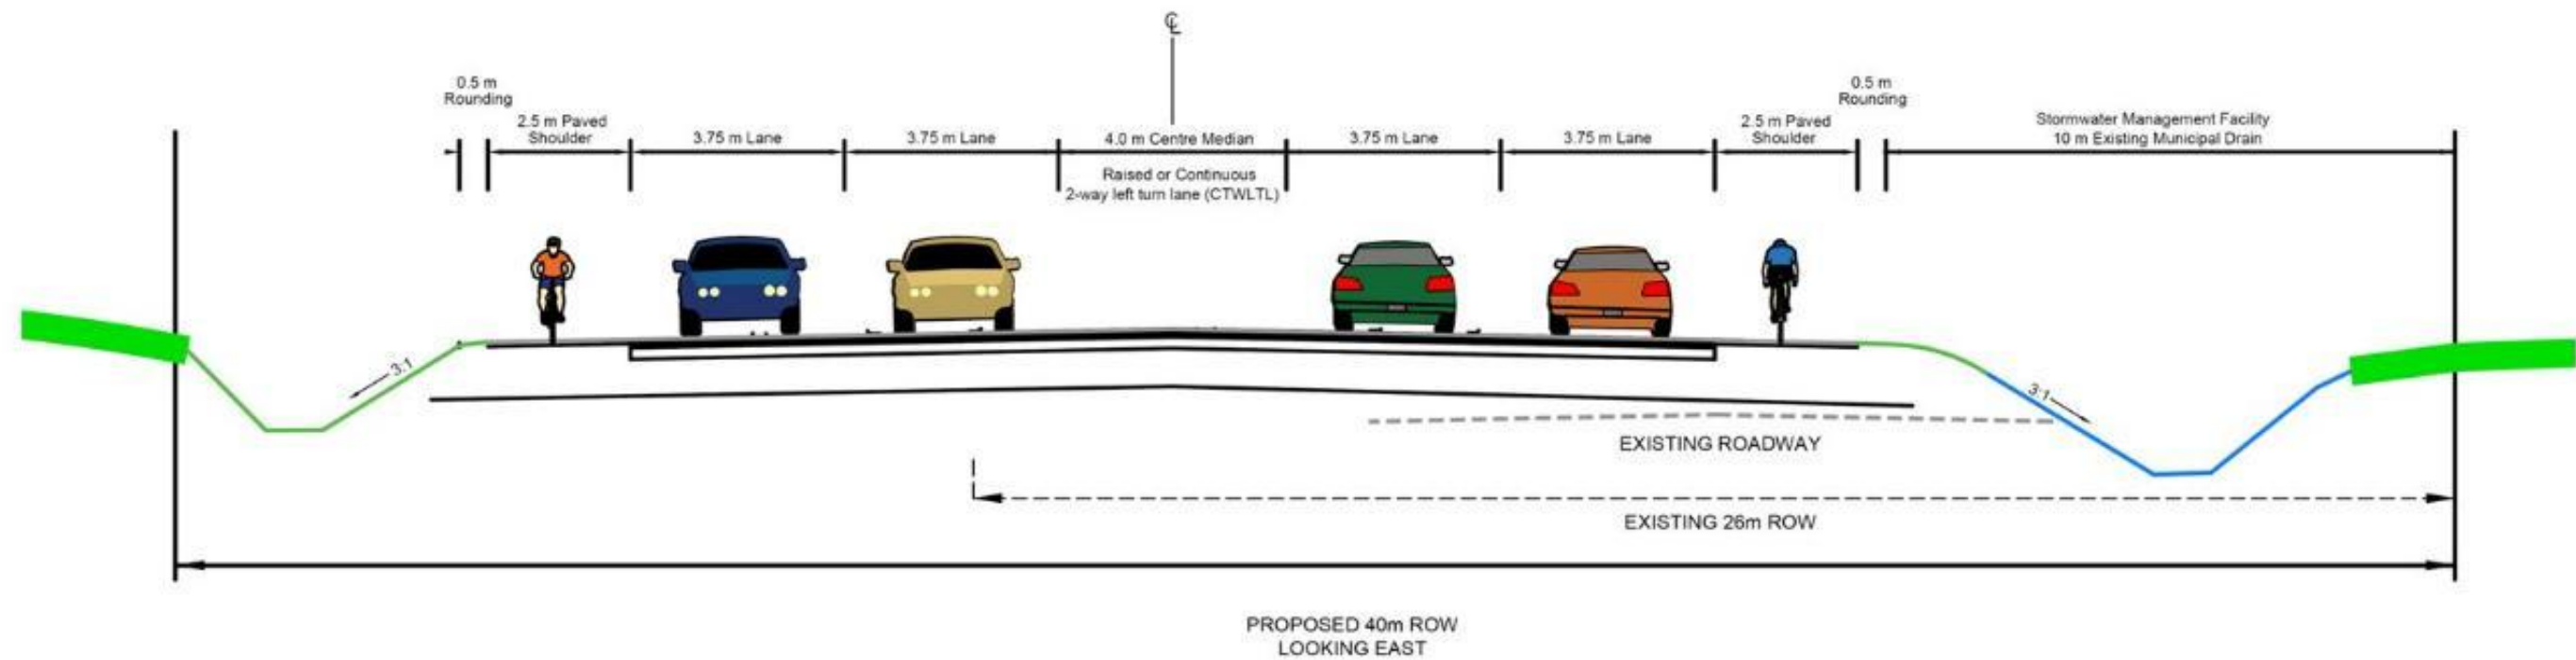 ℄
0.5 m
Rounding
2.5 m Paved
Shoulder
3.75 m Lane
3.75 m Lane
4.0 m Centre Median
Raised or Continuous
2-way left turn lane (CTWLTL)
3.75 m Lane
3.75 m Lane
2.5 m Paved
Shoulder
0.5 m
Rounding
Stormwater Management Facility
10 m Existing Municipal Drain
3:1
3:1
EXISTING ROADWAY
EXISTING 26m ROW
PROPOSED 40m ROW
LOOKING EAST